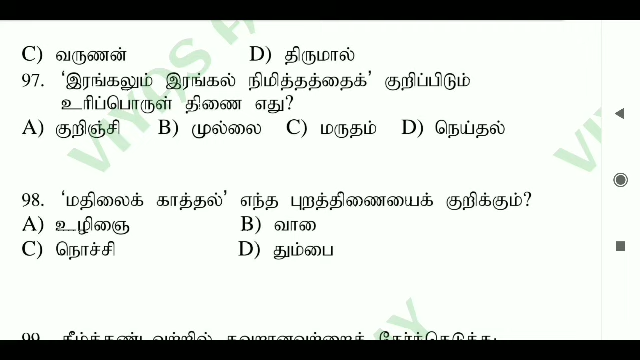 C) வருணன் D) திருமால்
97. ‘இரங்கலும் இரங்கல் நிமித்தத்தைக்’ குறிப்பிடும்
உரிப்பொருள் திணை எது?
A) குறிஞ்சி B) முல்லை C) மருதம் D) நெய்தல்
98. ‘மதிலைக் காத்தல்’ எந்த புறத்திணையைக் குறிக்கும்?
A) உழிஞை B) வாகை
C) நொச்சி D) தும்பை
99.